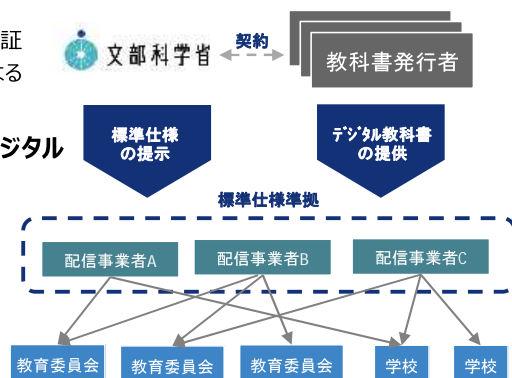 証
よる
文部科学省
契約
教科書発行者
ジタル
標準仕様
の提示
デジタル教科書
の提供
標準仕様準拠
配信事業者A
配信事業者B
配信事業者C
教育委員会
教育委員会
教育委員会
学校
学校